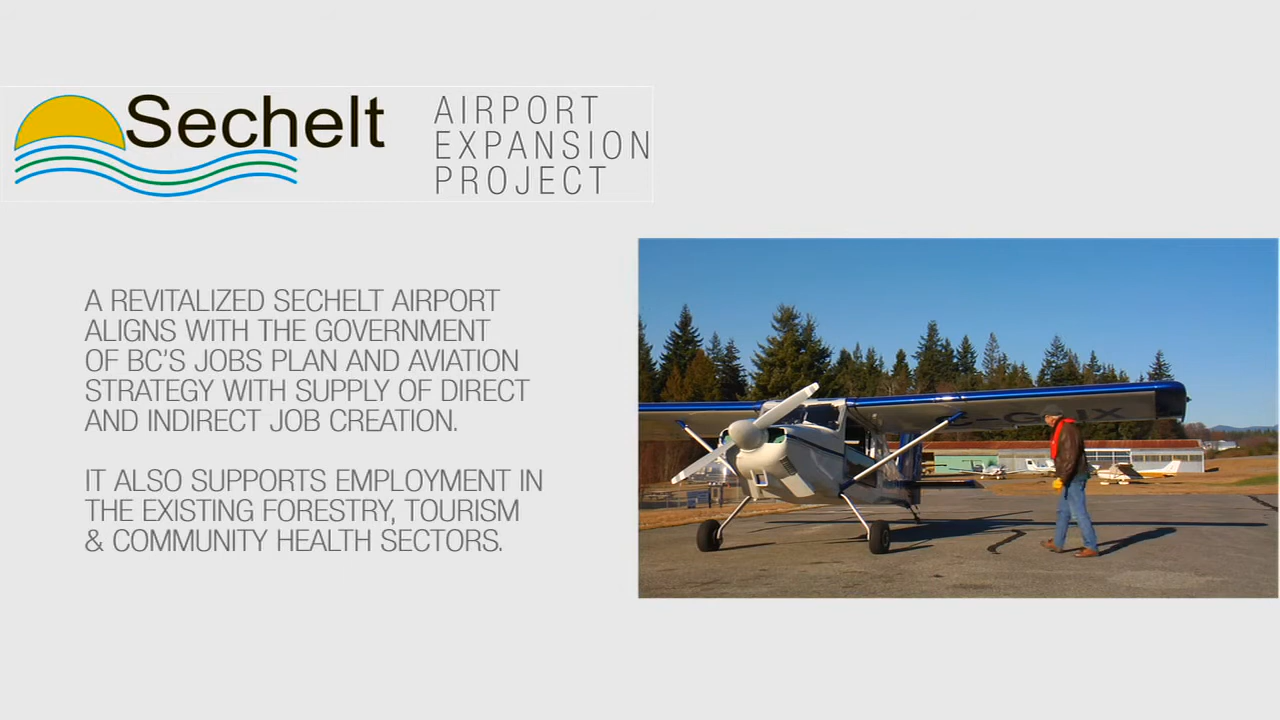 Sechelt
AIRPORT
EXPANSION
PROJECT
A REVITALIZED SECHELT AIRPORT
ALIGNS WITH THE GOVERNMENT
OF BC'S JOBS PLAN AND AVIATION
STRATEGY WITH SUPPLY OF DIRECT
AND INDIRECT JOB CREATION.
IT ALSO SUPPORTS EMPLOYMENT IN
THE EXISTING FORESTRY, TOURISM
& COMMUNITY HEALTH SECTORS.